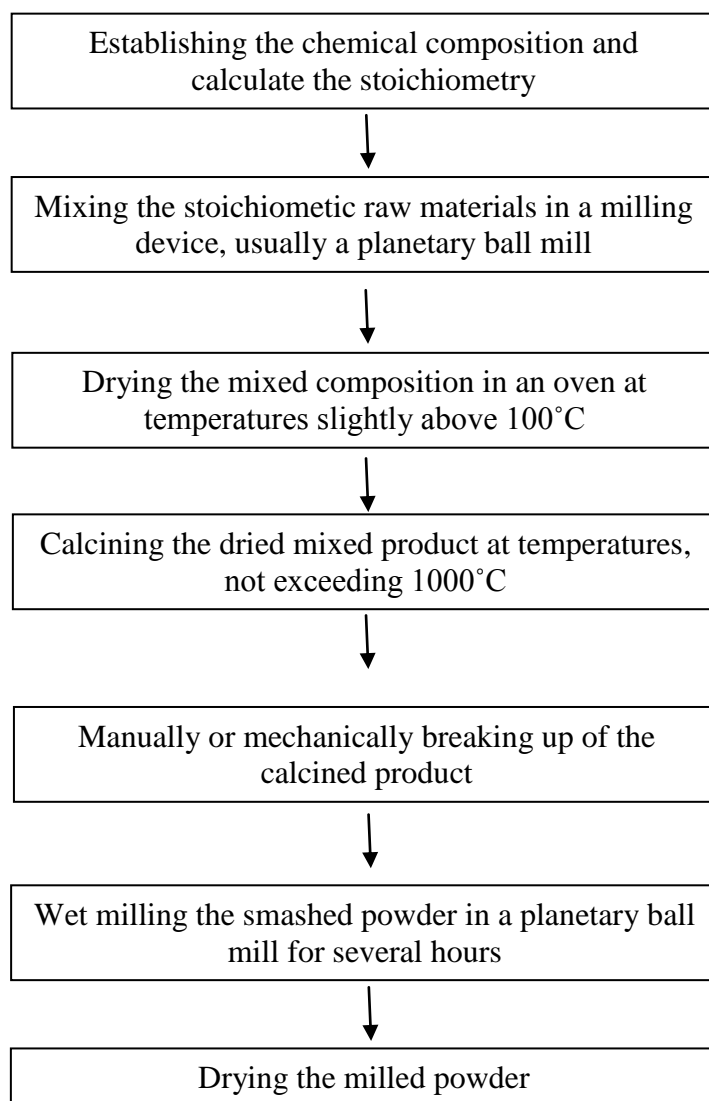 Establishing the chemical composition and
calculate the stoichiometry
Mixing the stoichiometic raw materials in a milling
device, usually a planetary ball mill
Drying the mixed composition in an oven at
temperatures slightly above 100˚C
Calcining the dried mixed product at temperatures,
not exceeding 1000˚C
Manually or mechanically breaking up of the
calcined product
Wet milling the smashed powder in a planetary ball
mill for several hours
Drying the milled powder